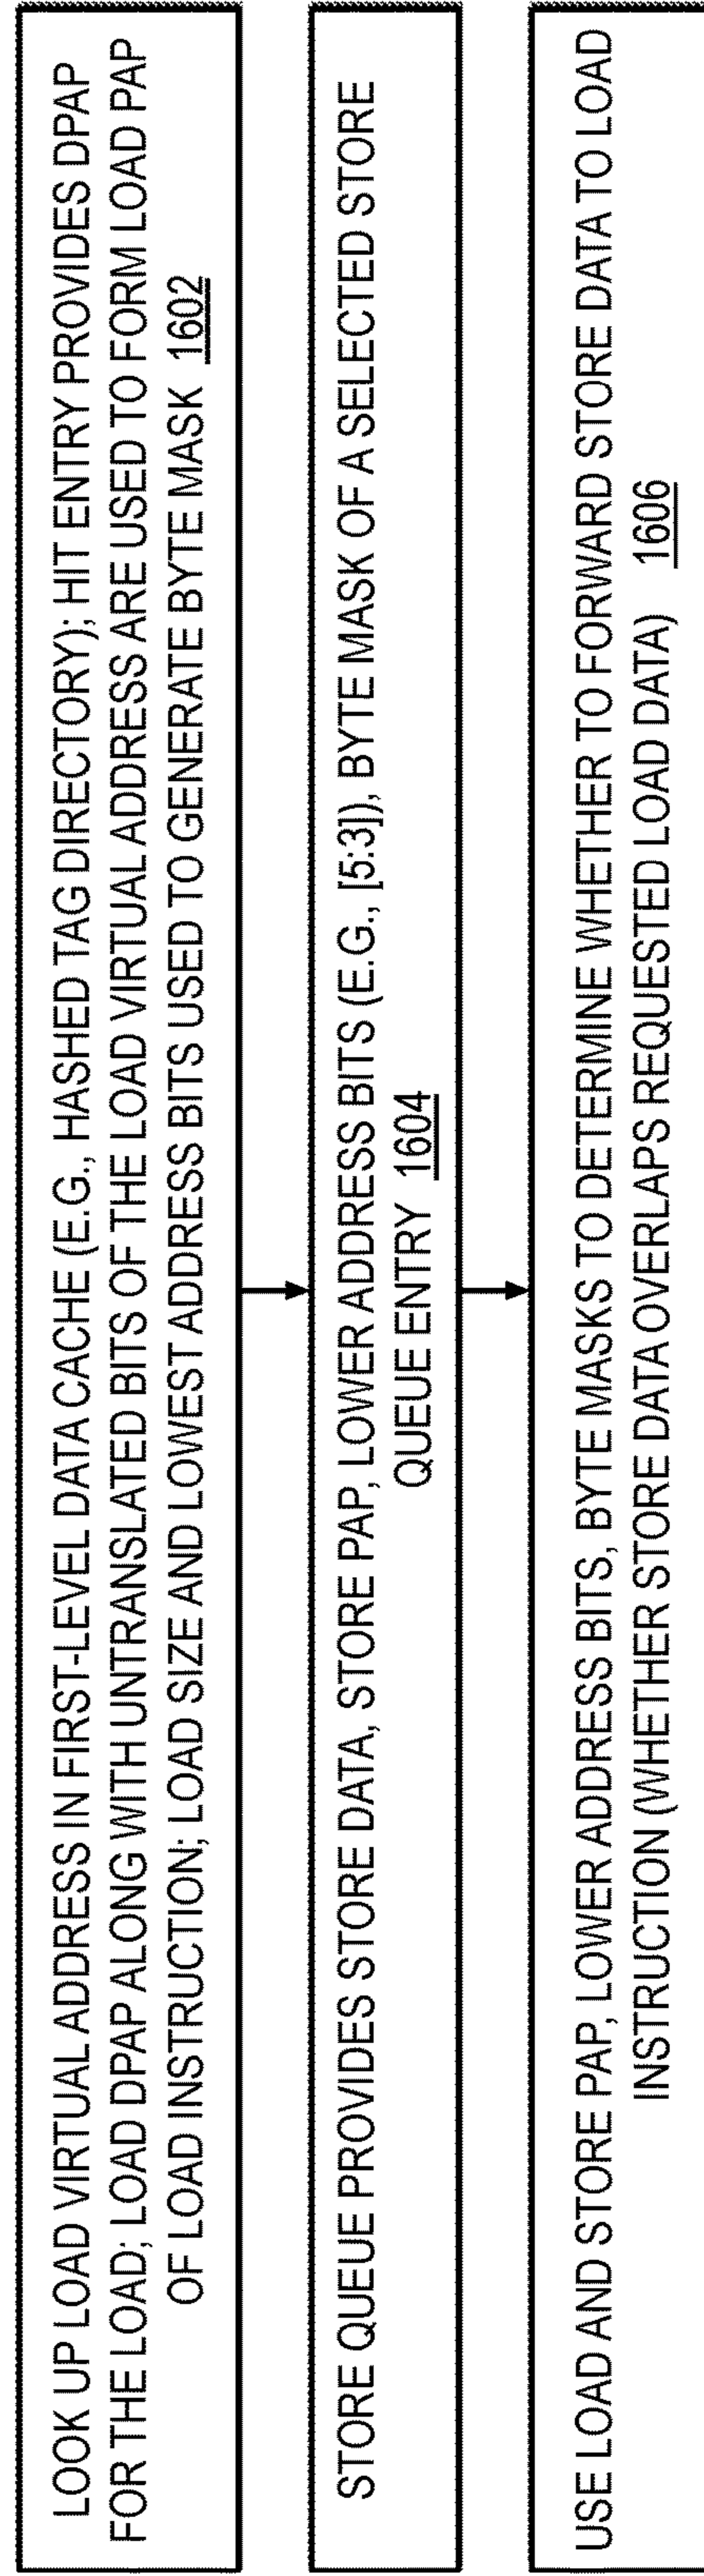 LOOK UP LOAD VIRTUAL ADDRESS IN FIRST-LEVEL DATA CACHE (E.G., HASHED TAG DIRECTORY); HIT ENTRY PROVIDES DPAP
FOR THE LOAD; LOAD DPAP ALONG WITH UNTRANSLATED BITS OF THE LOAD VIRTUAL ADDRESS ARE USED TO FORM LOAD PAP
OF LOAD INSTRUCTION; LOAD SIZE AND LOWEST ADDRESS BITS USED TO GENERATE BYTE MASK 1602
STORE QUEUE PROVIDES STORE DATA, STORE PAP, LOWER ADDRESS BITS (E.G., [5:3]), BYTE MASK OF A SELECTED STORE
QUEUE ENTRY 1604
USE LOAD AND STORE PAP, LOWER ADDRESS BITS, BYTE MASKS TO DETERMINE WHETHER TO FORWARD STORE DATA TO LOAD
INSTRUCTION (WHETHER STORE DATA OVERLAPS REQUESTED LOAD DATA) 1606